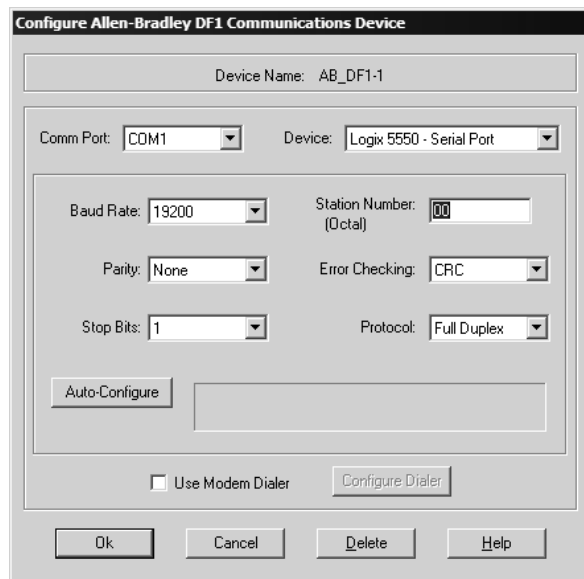 Configure Allen-Bradley DF1 Communications Device
Device Name: AB_DF1-1
Comm Port: COM1 Device: Logix 5550 - Serial Port
Baud Rate: 19200 Station Number: 00
(Octal)
Parity: None Error Checking: CRC
Stop Bits: 1 Protocol: Full Duplex
Auto-Configure
Use Modem Dialer Configure Dialer
Ok Cancel Delete Help